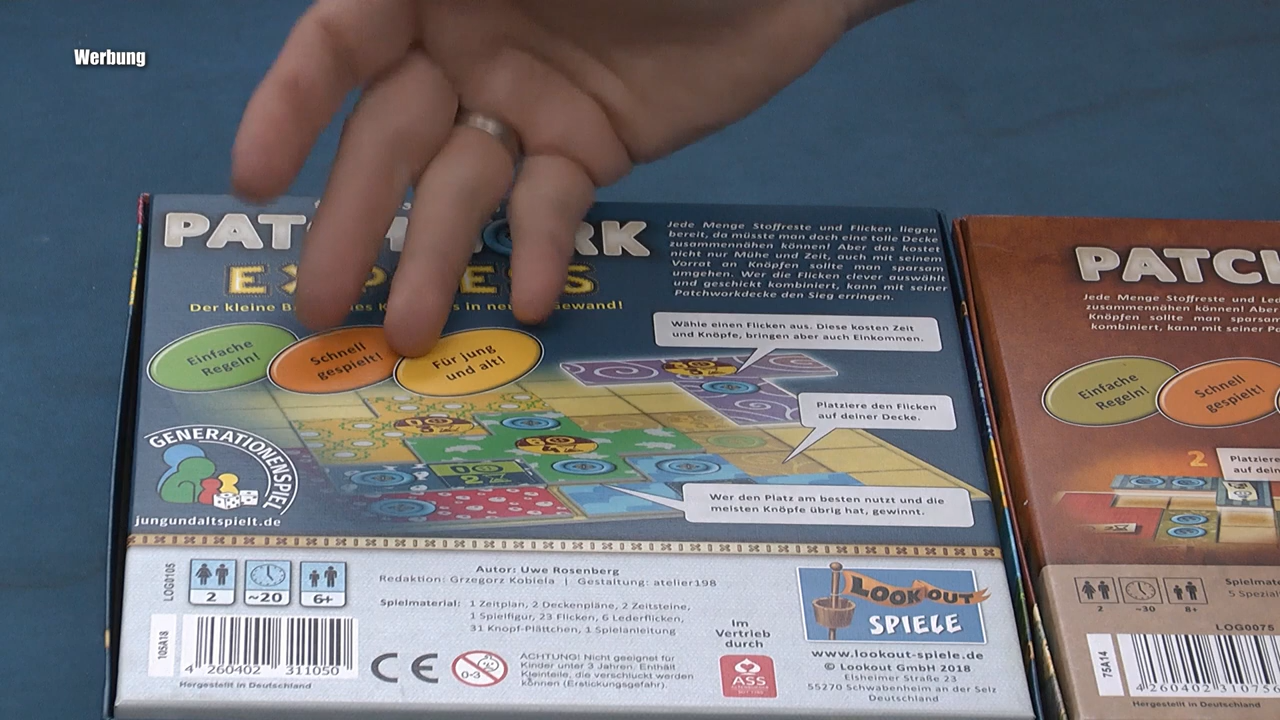 Werbung
Jede Menge Stoffreste und Flicken liegen
bereit, da müsste man doch eine tolle Decke
zusammennähen können! Aber das kostet
nicht nur Mühe und Zeit, auch mit seinem
Vorrat an Knöpfen sollte man sparsam
umgehen. Wer die Flicken clever auswählt
und geschickt kombiniert, kann mit seiner
Patchworkdecke den Sieg erringen.
Der kleine
Einfache
Regeln!
Schnell
gespielt!
Für jung
und alt!
Wähle einen Flicken aus. Diese kosten Zeit
und Knöpfe, bringen aber auch Einkommen.
Platziere den Flicken
auf deiner Decke.
Wer den Platz am besten nutzt und die
meisten Knöpfe übrig hat, gewinnt.
GENERATIONENSPIEL
jungundaltspielt.de
LOG0105
2
~20
6+
Autor: Uwe Rosenberg
Redaktion: Grzegorz Kobiela | Gestaltung: atelier198
Spielmaterial: 1 Zeitplan, 2 Deckenpläne, 2 Zeitsteine,
1 Spielfigur, 23 Flicken, 6 Lederflicken,
31 Knopf-Plättchen, 1 Spielanleitung
105A18
4 260402 311050
Hergestellt in Deutschland
CE
0-3
ACHTUNG! Nicht geeignet für
Kinder unter 3 Jahren. Enthält
Kleinteile, die verschluckt werden
können (Erstickungsgefahr).
Im
Vertrieb
durch
ASS
LOOKOUT
SPIELE
www.lookout-spiele.de
© Lookout GmbH 2018
Elsheimer Straße 23
55270 Schwabenheim an der Selz
Deutschland
PATCH
Jede Menge Stoffreste und
zusammennähen können! Aber
Knöpfen sollte man
kombiniert, kann mit seiner
Einfache
Regeln!
Schnell
gespielt!
2
Platziere
auf
2
~30
8+
5
LOG0075
75A14
4 260402 31075
Hergestellt in Deutschland